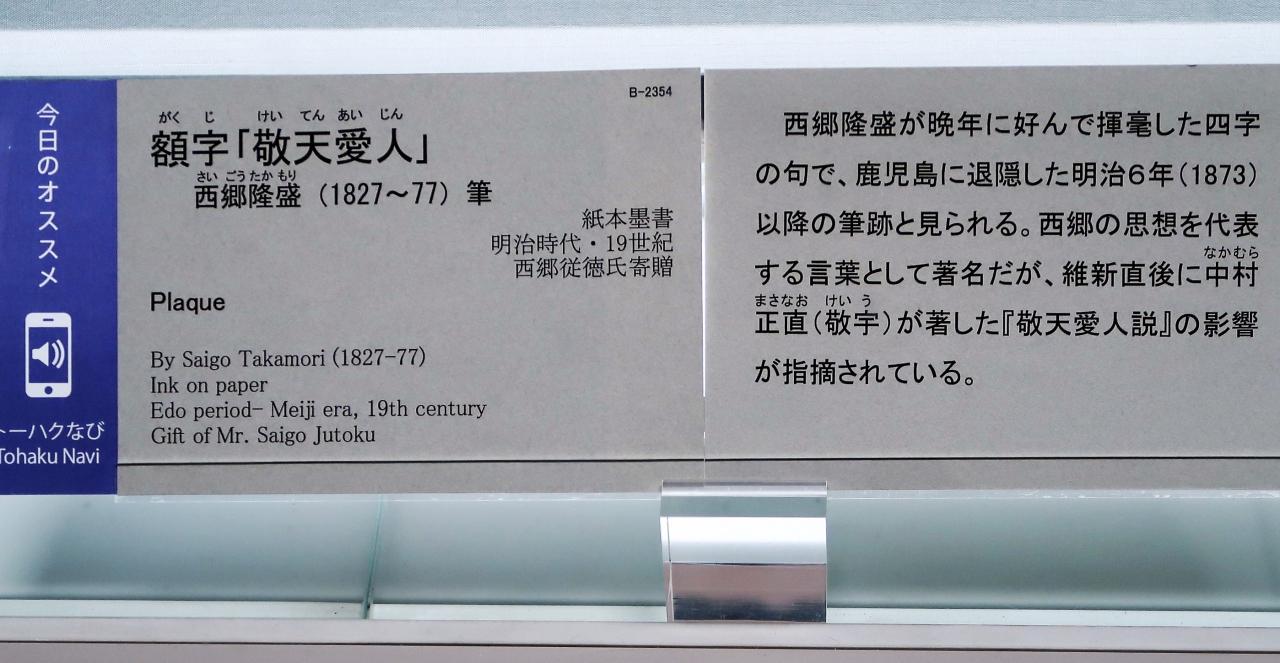 今日のオススメ
トーハクなび
Tohaku Navi
B-2354
がく じ けい てん あい じん
額字「敬天愛人」
さい ごう たか もり
西郷隆盛（1827～77）筆
紙本墨書
明治時代・19世紀
西郷従徳氏寄贈
Plaque
By Saigo Takamori (1827-77)
Ink on paper
Edo period- Meiji era, 19th century
Gift of Mr. Saigo Jutoku
西郷隆盛が晩年に好んで揮毫した四字
の句で、鹿児島に退隠した明治6年（1873）
以降の筆跡と見られる。西郷の思想を代表
する言葉として著名だが、維新直後に中村
なかむら
まさなお けい う
正直（敬宇）が著した『敬天愛人説』の影響
が指摘されている。